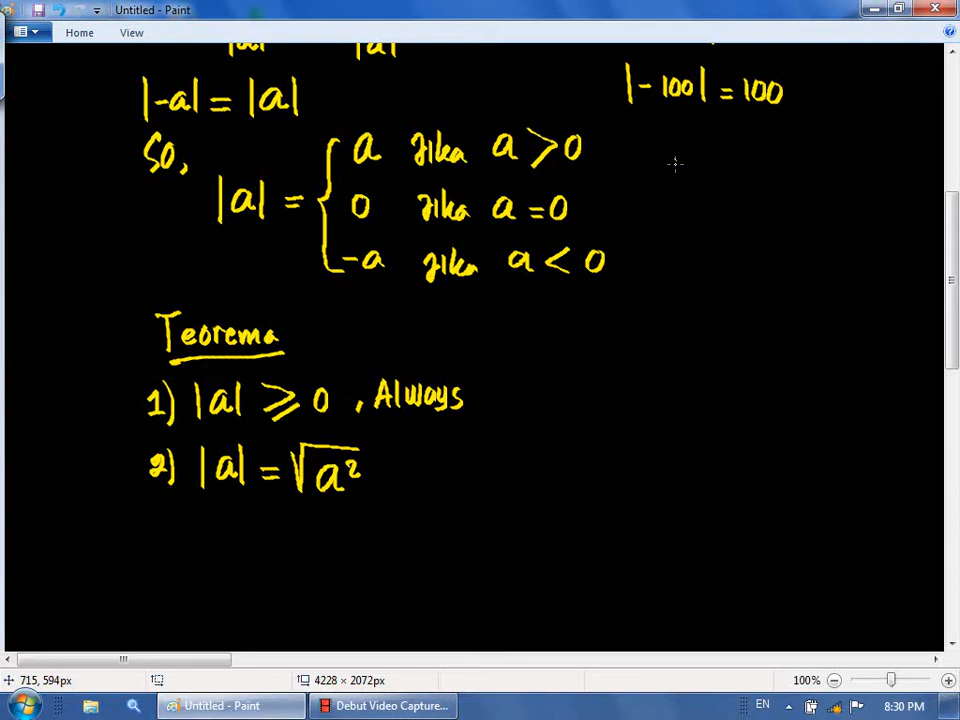 Untitled - Paint
Home View
|a| |a|
|-a| = |a|
|-100| = 100
So,
|a| = { a jika a > 0
0 jika a = 0
-a jika a < 0
Teorema
1) |a| ≥ 0 , Always
2) |a| = √a²
715, 594px
4228 × 2072px
100%
Untitled - Paint
Debut Video Capture...
EN
8:30 PM